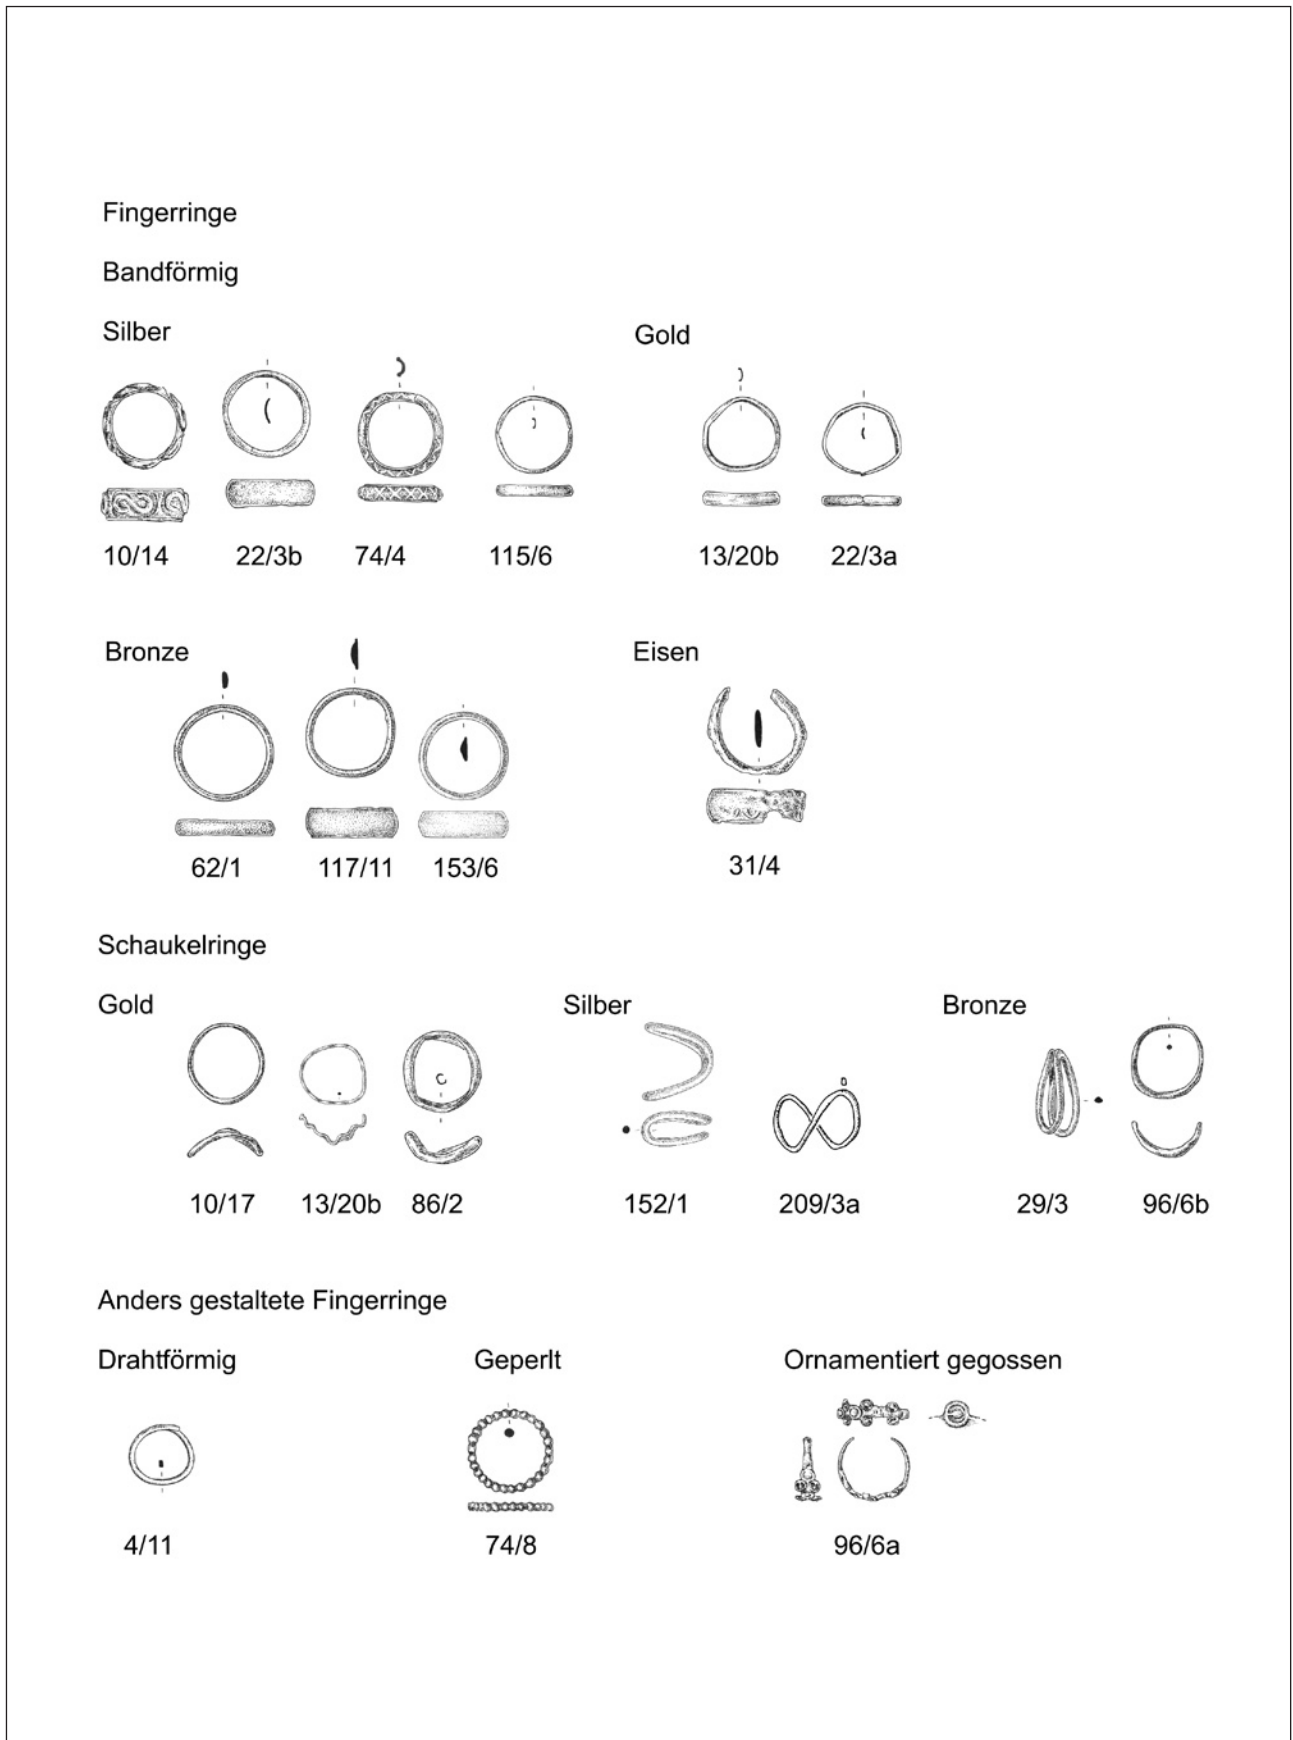 Fingerringe
Bandförmig
Silber
Gold
10/14 22/3b 74/4 115/6 13/20b 22/3a
Bronze
Eisen
62/1 117/11 153/6 31/4
Schaukelringe
Gold
Silber
Bronze
10/17 13/20b 86/2 152/1 209/3a 29/3 96/6b
Anders gestaltete Fingerringe
Drahtförmig
Geperlt
Ornamentiert gegossen
4/11 74/8 96/6a